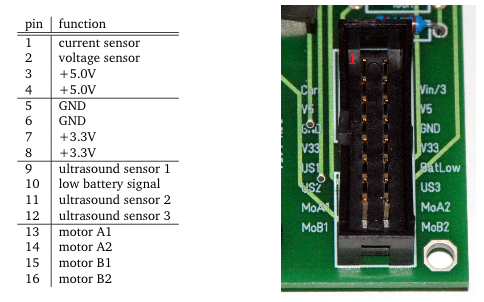 pin function
1 current sensor
2 voltage sensor
3 +5.0V
4 +5.0V
5 GND
6 GND
7 +3.3V
8 +3.3V
9 ultrasound sensor 1
10 low battery signal
11 ultrasound sensor 2
12 ultrasound sensor 3
13 motor A1
14 motor A2
15 motor B1
16 motor B2
1
Vin/3
V5 V5
GND GND
V33 V33
US1 BatLow
US2 US3
MoA1 MoA2
MoB1 MoB2